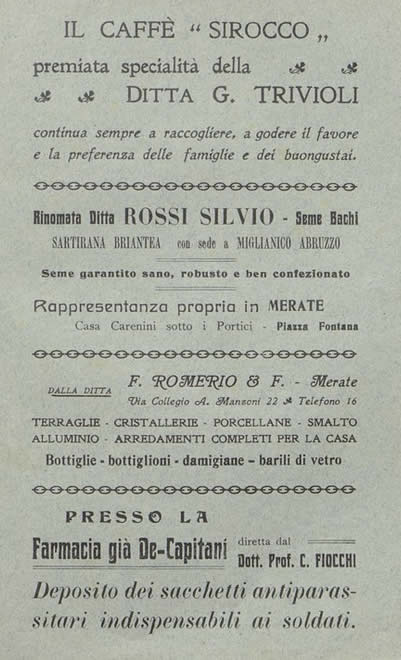 IL CAFFÈ “ SIROCCO „
premiata specialità della
DITTA G. TRIVIOLI
continua sempre a raccogliere, a godere il favore
e la preferenza delle famiglie e dei buongustai.
Rinomata Ditta ROSSI SILVIO - Seme Bachi
SARTIRANA BRIANTEA con sede a MIGLIANICO ABRUZZO
Seme garantito sano, robusto e ben confezionato
Rappresentanza propria in MERATE
Casa Carenini sotto i Portici - Piazza Fontana
DALLA DITTA F. ROMERIO & F. - Merate
Via Collegio A. Manzoni 22 Telefono 16
TERRAGLIE - CRISTALLERIE - PORCELLANE - SMALTO
ALLUMINIO - ARREDAMENTI COMPLETI PER LA CASA
Bottiglie - bottiglioni - damigiane - barili di vetro
PRESSO LA
Farmacia già De-Capitani diretta dal
Dott. Prof. C. FIOCCHI
Deposito dei sacchetti antiparas-
sitari indispensabili ai soldati.